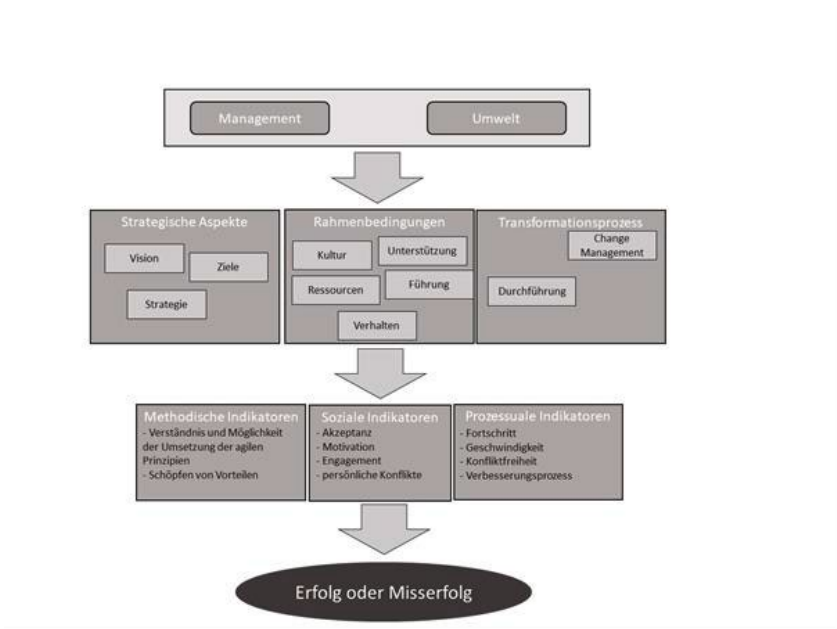 Management
Umwelt
Strategische Aspekte
Vision
Ziele
Strategie
Rahmenbedingungen
Kultur
Unterstützung
Ressourcen
Führung
Verhalten
Transformationsprozess
Change
Management
Durchführung
Methodische Indikatoren
- Verständnis und Möglichkeit
der Umsetzung der agilen
Prinzipien
- Schöpfen von Vorteilen
Soziale Indikatoren
- Akzeptanz
- Motivation
- Engagement
- persönliche Konflikte
Prozessuale Indikatoren
- Fortschritt
- Geschwindigkeit
- Konfliktfreiheit
- Verbesserungsprozess
Erfolg oder Misserfolg